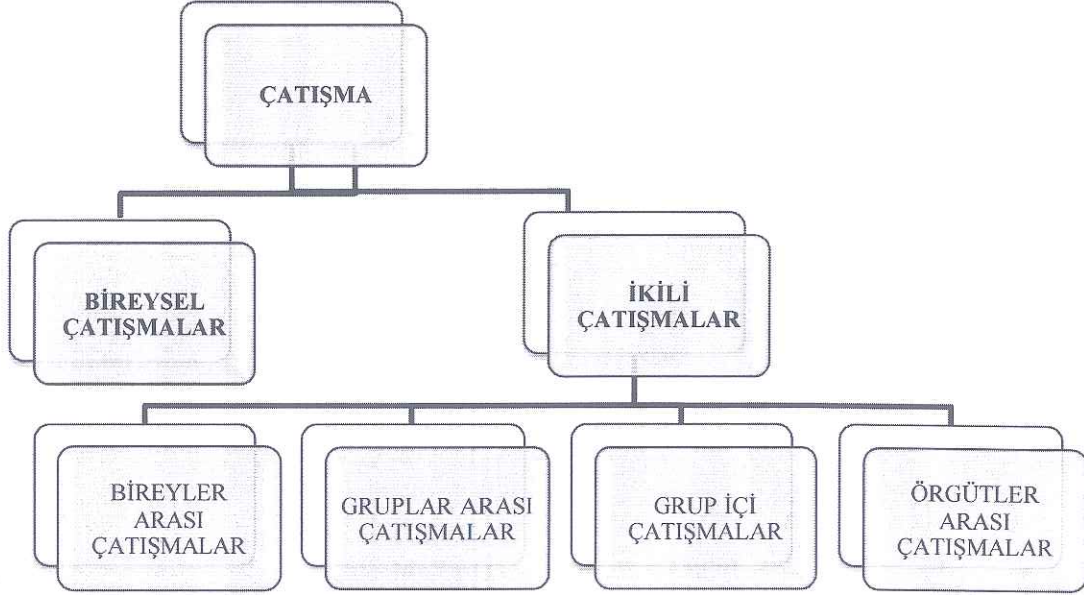 ÇATIŞMA
BİREYSEL
ÇATIŞMALAR
İKİLİ
ÇATIŞMALAR
BİREYLER
ARASI
ÇATIŞMALAR
GRUPLAR ARASI
ÇATIŞMALAR
GRUP İÇİ
ÇATIŞMALAR
ÖRGÜTLER
ARASI
ÇATIŞMALAR